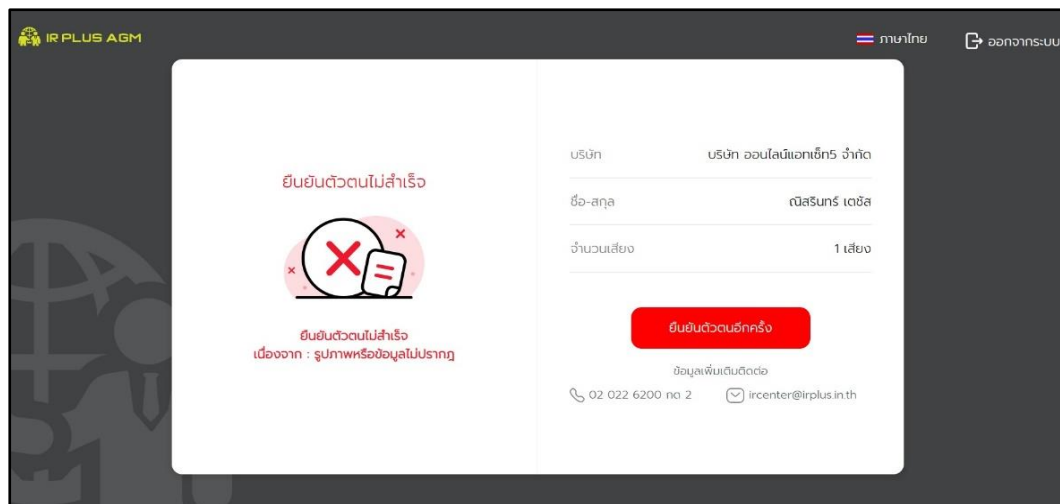 IR PLUS AGM
ภาษาไทย
ออกจากระบบ
ยืนยันตัวตนไม่สำเร็จ
ยืนยันตัวตนไม่สำเร็จ
เนื่องจาก : รูปภาพหรือข้อมูลไม่ปรากฎ
บริษัท บริษัท ออนไลน์แอทเซ็ท5 จำกัด
ชื่อ-สกุล ณิสรินทร์ เตชัส
จำนวนเสียง 1 เสียง
ยืนยันตัวตนอีกครั้ง
ข้อมูลเพิ่มเติมติดต่อ
02 022 6200 กด 2 ircenter@irplus.in.th